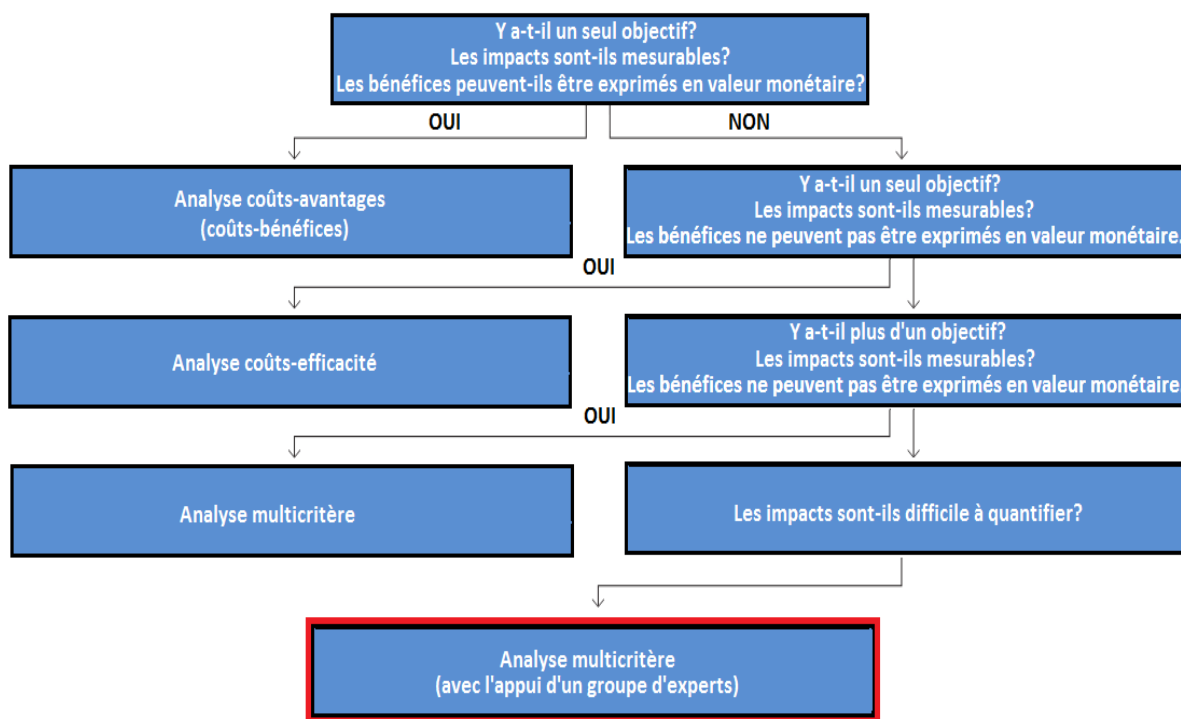 Y a-t-il un seul objectif?
Les impacts sont-ils mesurables?
Les bénéfices peuvent-ils être exprimés en valeur monétaire?
OUI
NON
Analyse coûts-avantages
(coûts-bénéfices)
Y a-t-il un seul objectif?
Les impacts sont-ils mesurables?
Les bénéfices ne peuvent pas être exprimés en valeur monétaire.
OUI
Analyse coûts-efficacité
Y a-t-il plus d'un objectif?
Les impacts sont-ils mesurables?
Les bénéfices ne peuvent pas être exprimés en valeur monétaire.
OUI
Analyse multicritère
Les impacts sont-ils difficile à quantifier?
Analyse multicritère
(avec l'appui d'un groupe d'experts)